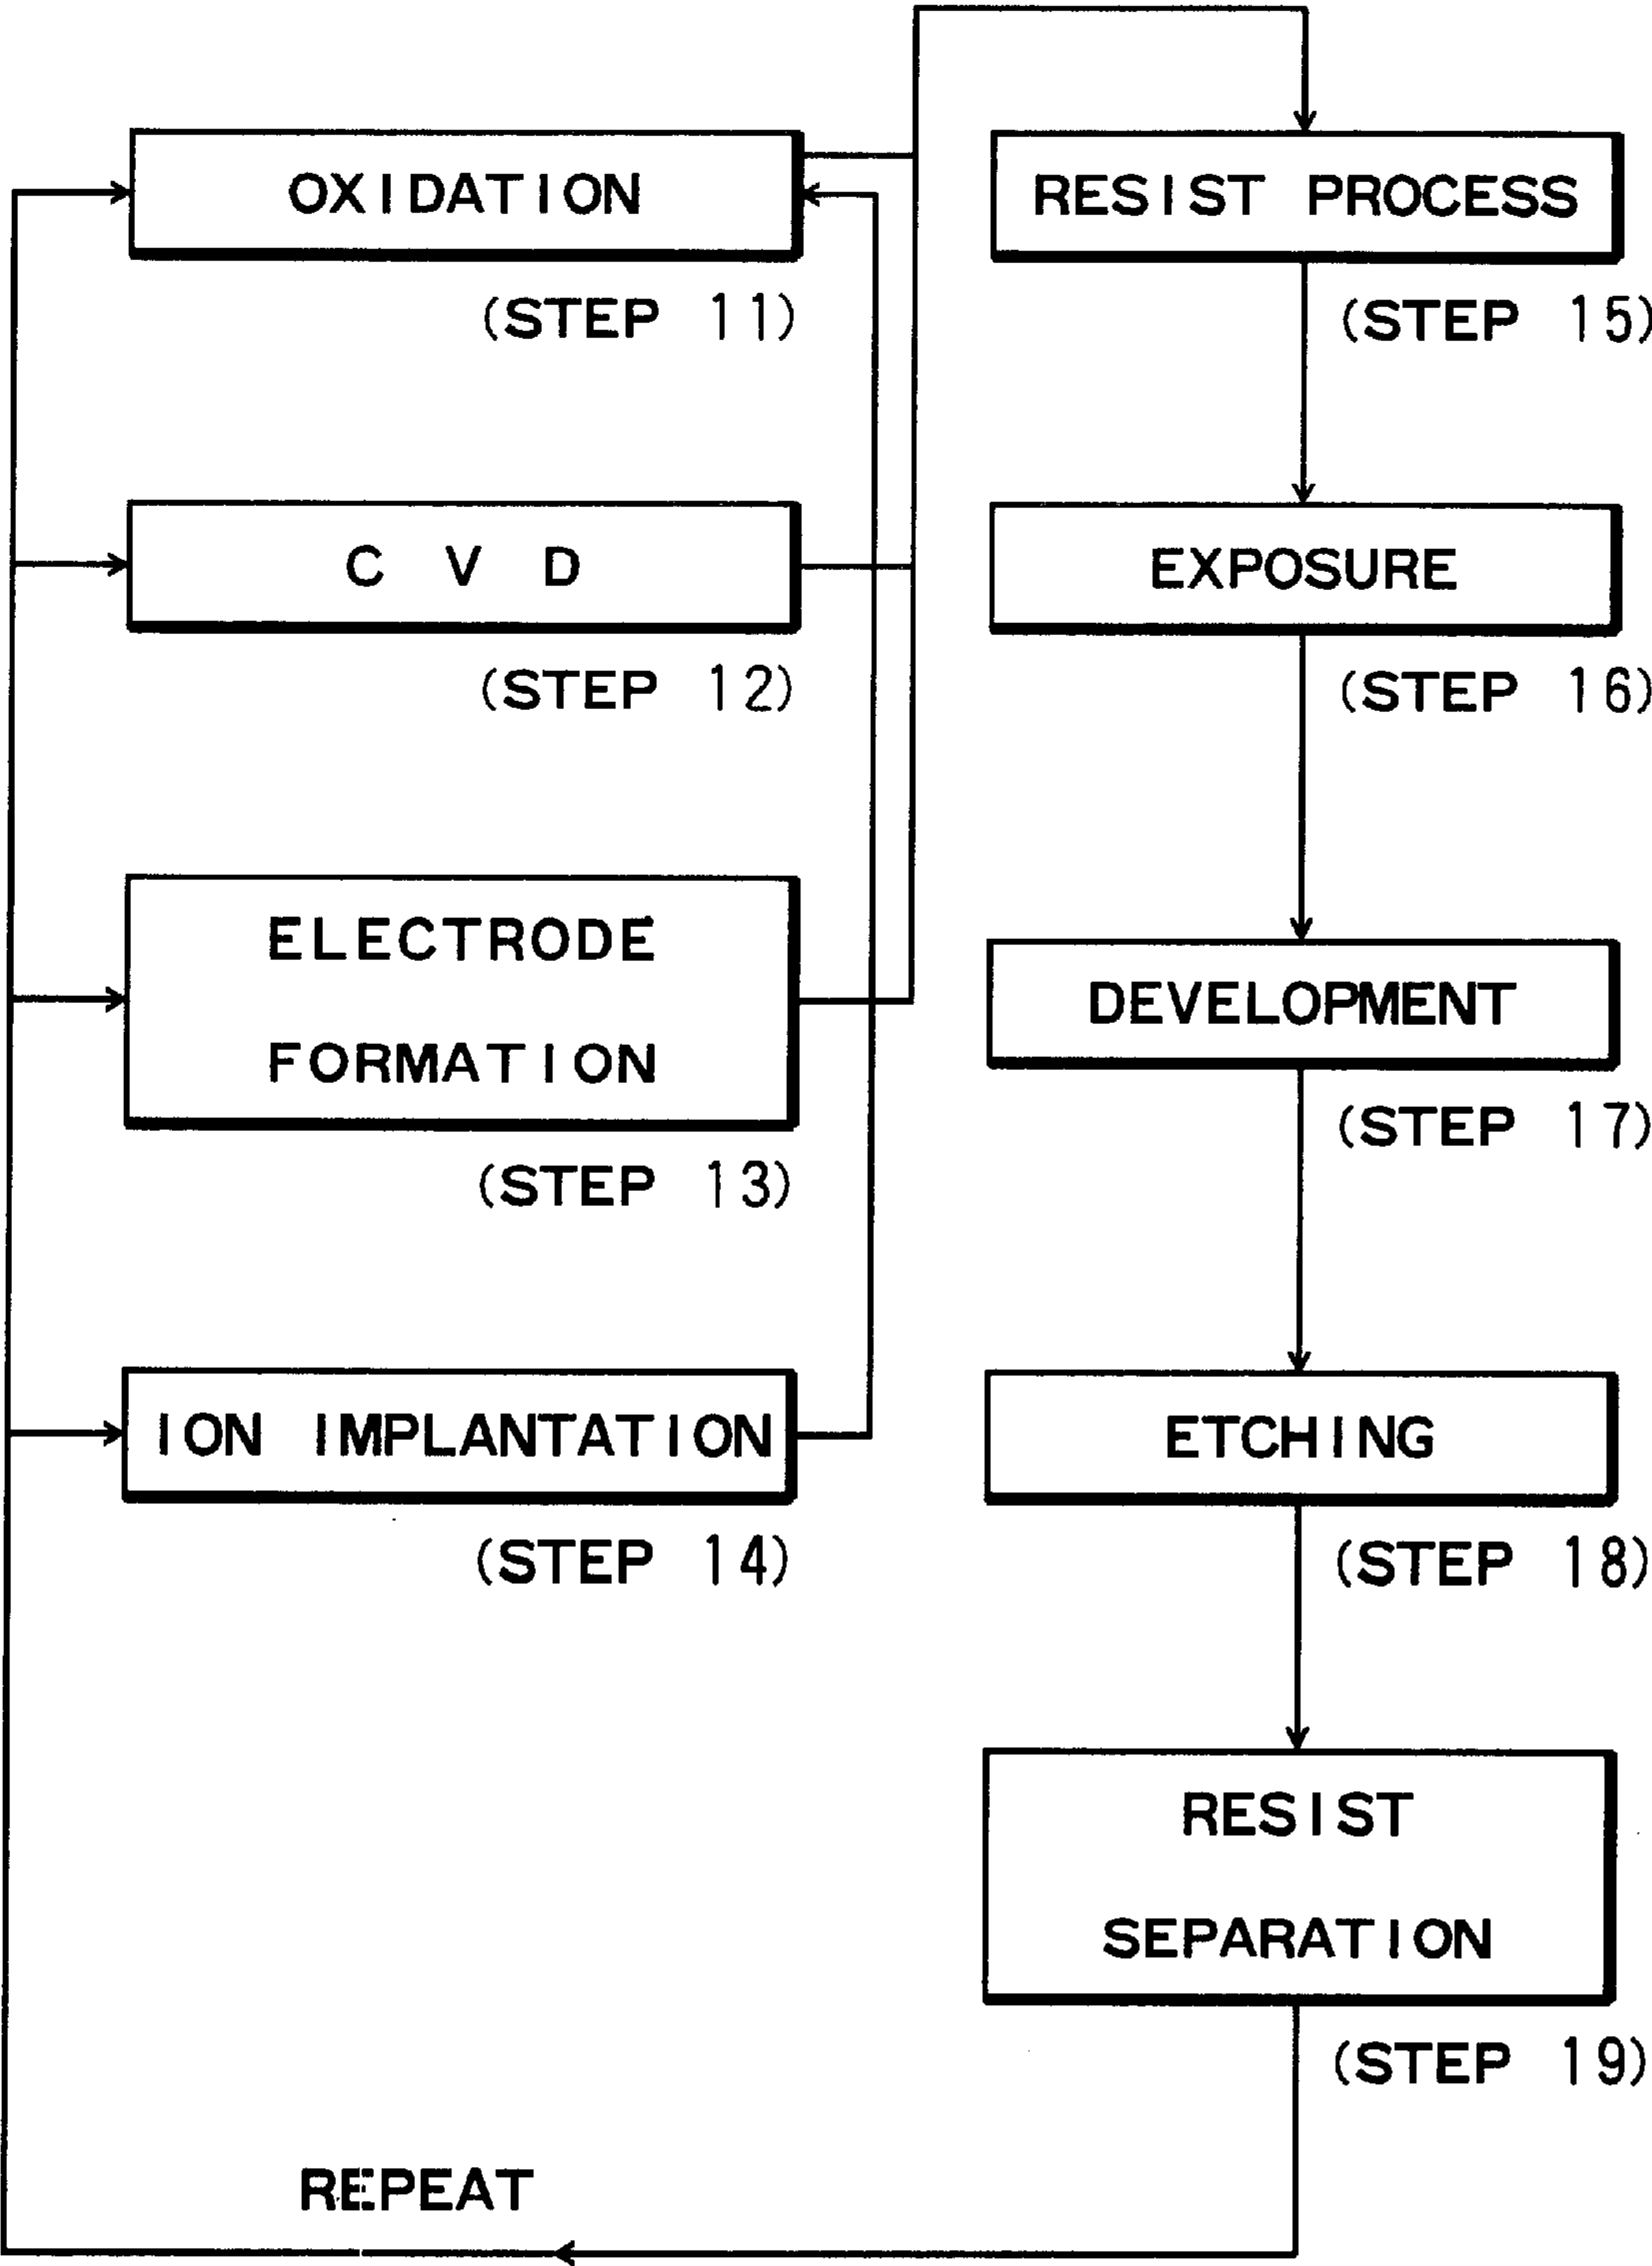 OXIDATION
(STEP 11)
C V D
(STEP 12)
ELECTRODE
FORMATION
(STEP 13)
ION IMPLANTATION
(STEP 14)
RESIST PROCESS
(STEP 15)
EXPOSURE
(STEP 16)
DEVELOPMENT
(STEP 17)
ETCHING
(STEP 18)
RESIST
SEPARATION
(STEP 19)
REPEAT